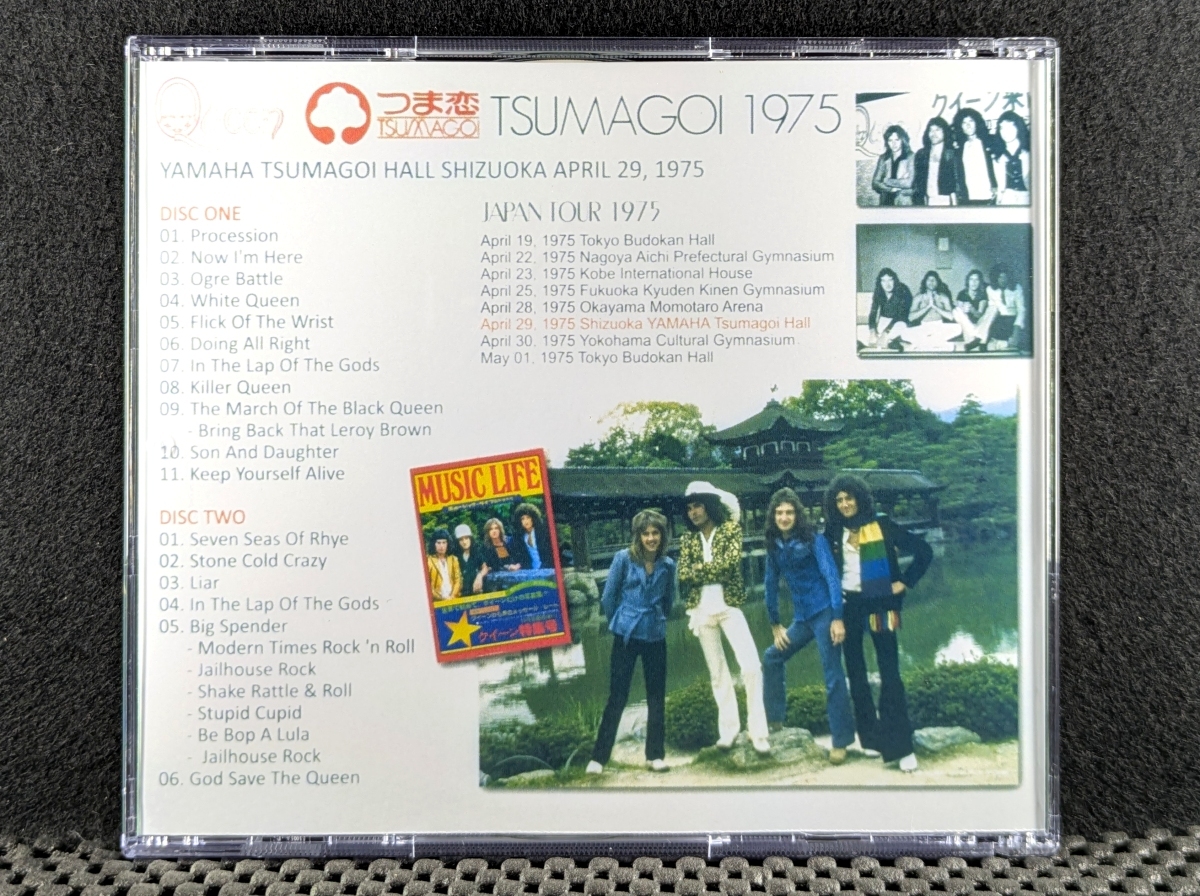 つま恋
TSUMAGOI
TSUMAGOI 1975
YAMAHA TSUMAGOI HALL SHIZUOKA APRIL 29, 1975
DISC ONE
01. Procession
02. Now I'm Here
03. Ogre Battle
04. White Queen
05. Flick Of The Wrist
06. Doing All Right
07. In The Lap Of The Gods
08. Killer Queen
09. The March Of The Black Queen
- Bring Back That Leroy Brown
10. Son And Daughter
11. Keep Yourself Alive
DISC TWO
01. Seven Seas Of Rhye
02. Stone Cold Crazy
03. Liar
04. In The Lap Of The Gods
05. Big Spender
- Modern Times Rock 'n Roll
- Jailhouse Rock
- Shake Rattle & Roll
- Stupid Cupid
- Be Bop A Lula
- Jailhouse Rock
06. God Save The Queen
JAPAN TOUR 1975
April 19, 1975 Tokyo Budokan Hall
April 22, 1975 Nagoya Aichi Prefectural Gymnasium
April 23, 1975 Kobe International House
April 25, 1975 Fukuoka Kyuden Kinen Gymnasium
April 28, 1975 Okayama Momotaro Arena
April 29, 1975 Shizuoka YAMAHA Tsumagoi Hall
April 30, 1975 Yokohama Cultural Gymnasium
May 01, 1975 Tokyo Budokan Hall
クイーン来
MUSIC LIFE
クイーン特集号